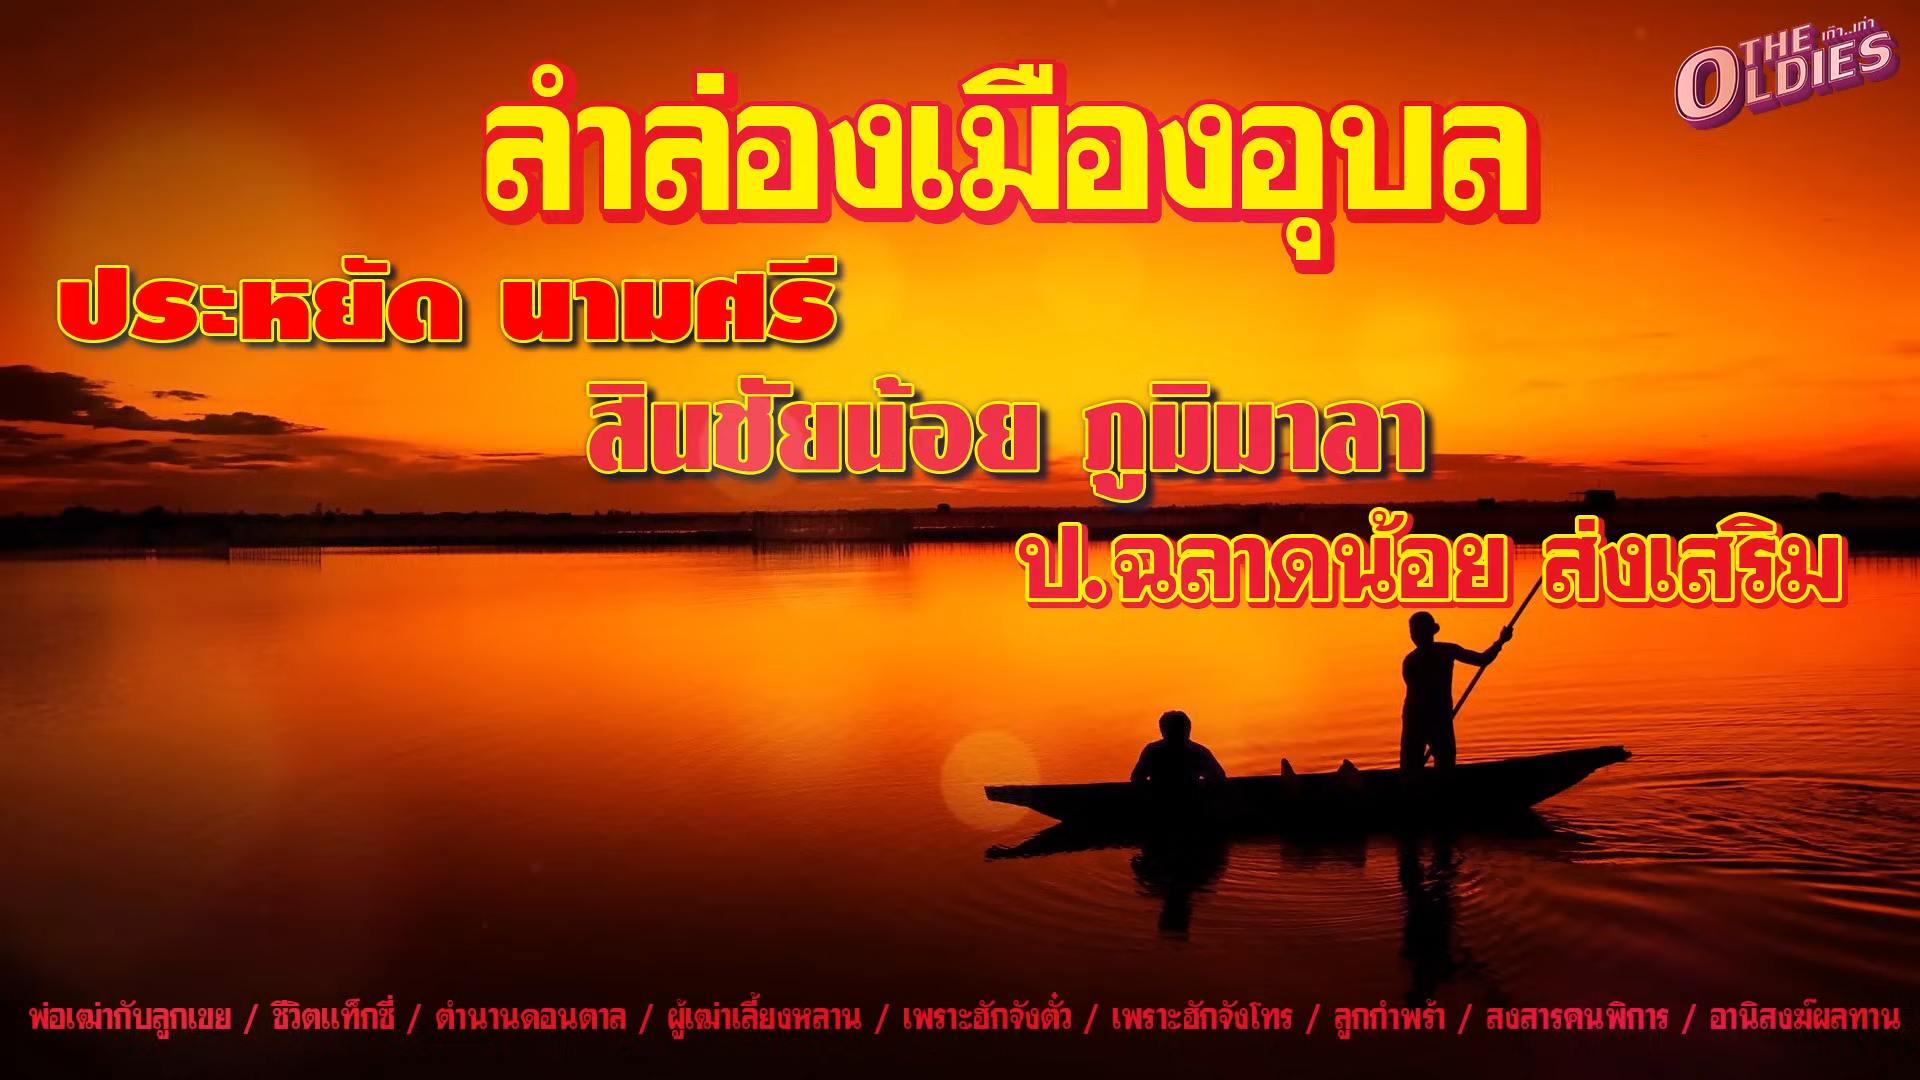 THE เก๋า..เก่า
OLDIES
ลำล่องเมืองอุบล
ประหยัด นามศรี
สินชัยน้อย ภูมิมาลา
ป.ฉลาดน้อย ส่งเสริม
พ่อเฒ่ากับลูกเขย / ชีวิตแท็กซี่ / ตำนานดอนตาล / ผู้เฒ่าเลี้ยงหลาน / เพราะฮักจังตั๋ว / เพราะฮักจังโทร / ลูกกำพร้า / สงสารคนพิการ / อานิสงฆ์ผลทาน